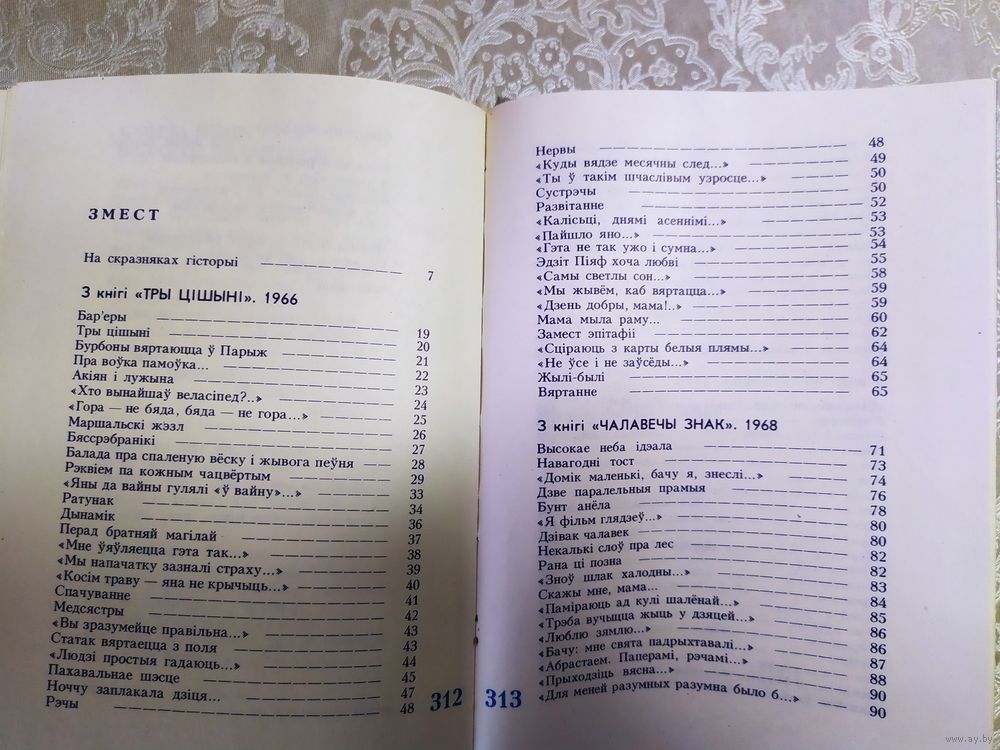 ЗМЕСТ
На скразняках гісторыі 7
З кнігі «ТРЫ ЦІШЫНІ». 1966
Бар'еры 19
Тры цішыні 20
Бурбоны вяртаюцца ў Парыж 21
Пра воўка памоўка... 22
Акіян і лужына 23
«Хто вынайшаў веласіпед?..» 24
«Гора — не бяда, бяда — не гора...» 25
Маршальскі жэзл 26
Бяссрэбранікі 27
Балада пра спаленую вёску і жывога пеўня 28
Рэквіем па кожным чацвёртым 29
«Яны да вайны гулялі «ў вайну»...» 33
Ратунак 34
Дынамік 36
Перад братняй магілай 37
«Мне ўяўляецца гэта так...» 38
«Мы напачатку зазналі страху...» 39
«Косім траву — яна не крычыць...» 40
Спачуванне 41
Медсястры 42
«Вы зразумейце правільна...» 43
Статак вяртаецца з поля 43
«Людзі простыя гадаюць...» 44
Пахавальнае шэсце 45
Ноччу заплакала дзіця... 47
Рэчы 48
312
Нервы 48
«Куды вядзе месячны след...» 49
«Ты ў такім шчаслівым узросце...» 50
Сустрэчы 50
Развітанне 52
«Калісьці, днямі асеннімі...» 53
«Пайшло яно...» 53
«Гэта не так ужо і сумна...» 54
Эдзіт Піяф хоча любві 55
«Самы светлы сон...» 58
«Мы жывём, каб вяртацца...» 59
«Дзень добры, мама!..» 59
Мама мыла раму... 60
Замест эпітафіі 62
«Сціраюць з карты белыя плямы...» 64
«Не ўсе і не заўсёды...» 64
Жылі-былі 65
Вяртанне 65
З кнігі «ЧАЛАВЕЧЫ ЗНАК». 1968
Высокае неба ідэала 71
Навагодні тост 73
«Домік маленькі, бачу я, знеслі...» 74
Дзве паралельныя прамыя 76
Бунт анёла 78
«Я фільм глядзеў...» 80
Дзівак чалавек 80
Некалькі слоў пра лес 82
Рана ці позна 82
«Зноў шлак халодны...» 83
Скажы мне, мама... 84
«Паміраюць ад кулі шалёнай...» 85
«Трэба вучыцца жыць у дзяцей...» 86
«Люблю зямлю...» 86
«Бачу: мне свята падрыхтавалі...» 87
«Абрастаем. Паперамі, рэчамі...» 88
«Прыходзіць вясна...» 90
«Для меней разумных разумна было б...» 90
313
www.ay.by